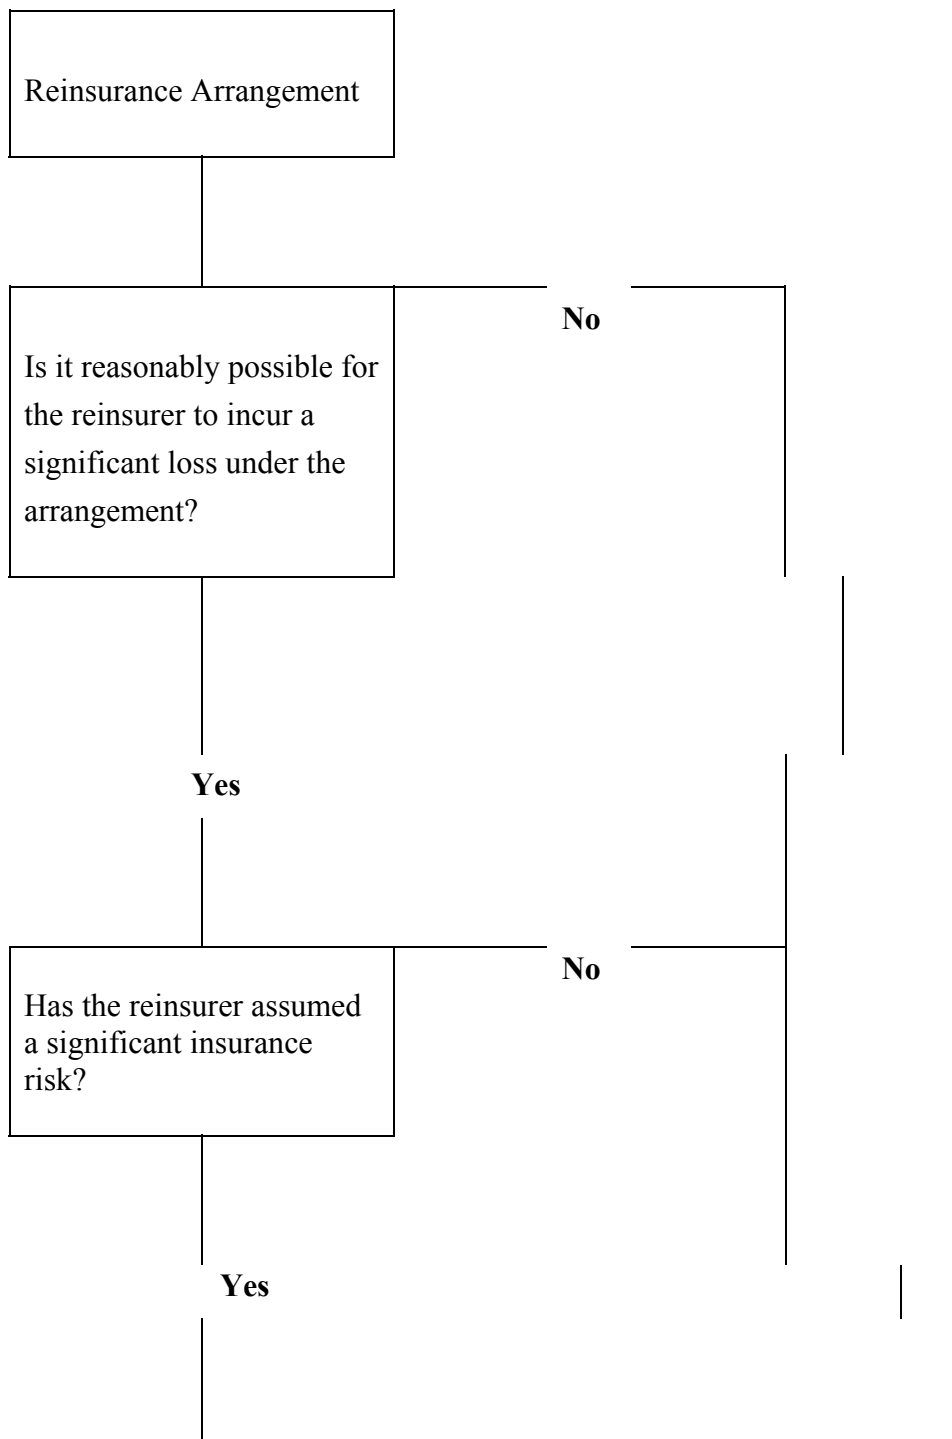 Reinsurance Arrangement
No
Is it reasonably possible for
the reinsurer to incur a
significant loss under the
arrangement?
Yes
No
Has the reinsurer assumed
a significant insurance
risk?
Yes